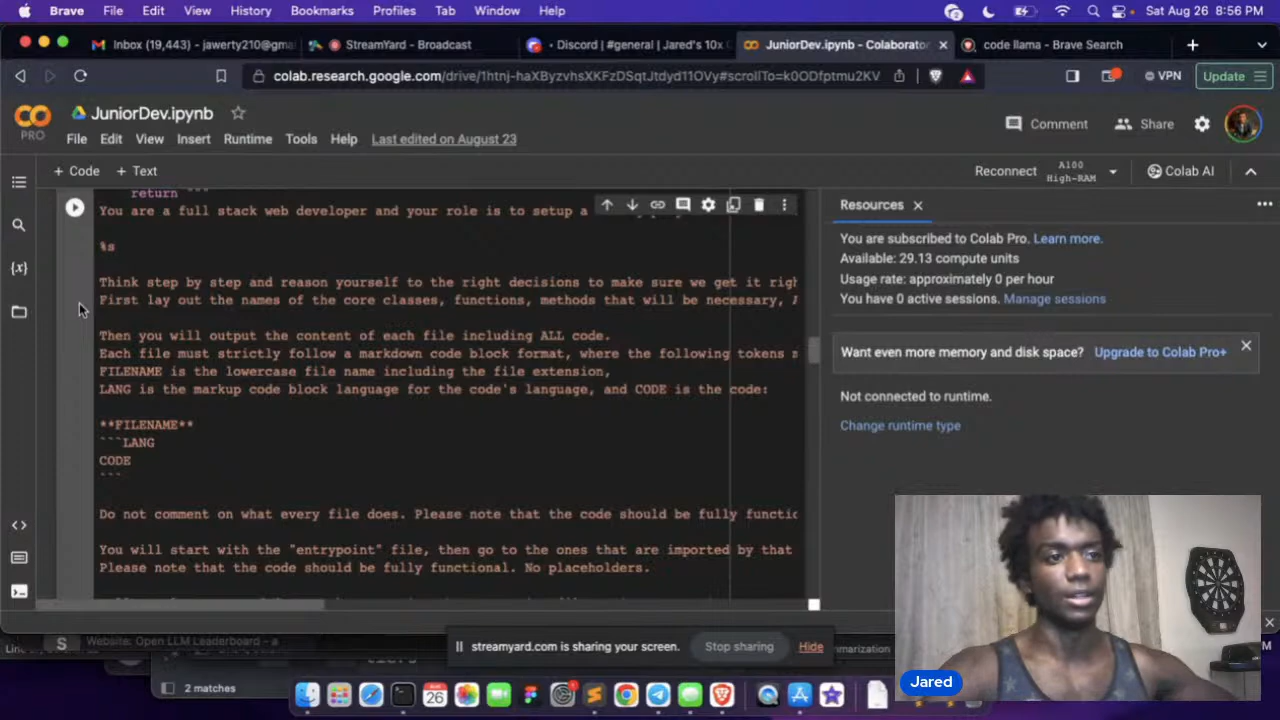 Brave File Edit View History Bookmarks Profiles Tab Window Help
2 Sat Aug 26 8:56 PM
Inbox (19,443) - jawerty210@gma
StreamYard - Broadcast
• Discord | #general | Jared's 10x
JuniorDev.ipynb - Colaborato
code llama - Brave Search
colab.research.google.com/drive/1htnj-haXByzvhsXKFzDSqtJtdyd11OVy#scrollTo=k0ODfptmu2KV
VPN
Update
CO
PRO
JuniorDev.ipynb
File Edit View Insert Runtime Tools Help Last edited on August 23
Comment
Share
+ Code + Text
Reconnect
A100
High-RAM
Colab AI
return """
You are a full stack web developer and your role is to setup a
%s
Think step by step and reason yourself to the right decisions to make sure we get it righ
First lay out the names of the core classes, functions, methods that will be necessary,
Then you will output the content of each file including ALL code.
Each file must strictly follow a markdown code block format, where the following tokens
FILENAME is the lowercase file name including the file extension,
LANG is the markup code block language for the code's language, and CODE is the code:
**FILENAME**
```LANG
CODE
```
Do not comment on what every file does. Please note that the code should be fully functio
You will start with the "entrypoint" file, then go to the ones that are imported by that
Please note that the code should be fully functional. No placeholders.
Resources
You are subscribed to Colab Pro. Learn more.
Available: 29.13 compute units
Usage rate: approximately 0 per hour
You have 0 active sessions. Manage sessions
Want even more memory and disk space? Upgrade to Colab Pro+
Not connected to runtime.
Change runtime type
S Website: Open LLM Leaderboard - a
streamyard.com is sharing your screen.
Stop sharing
Hide
2 matches
AUG
26
Jared